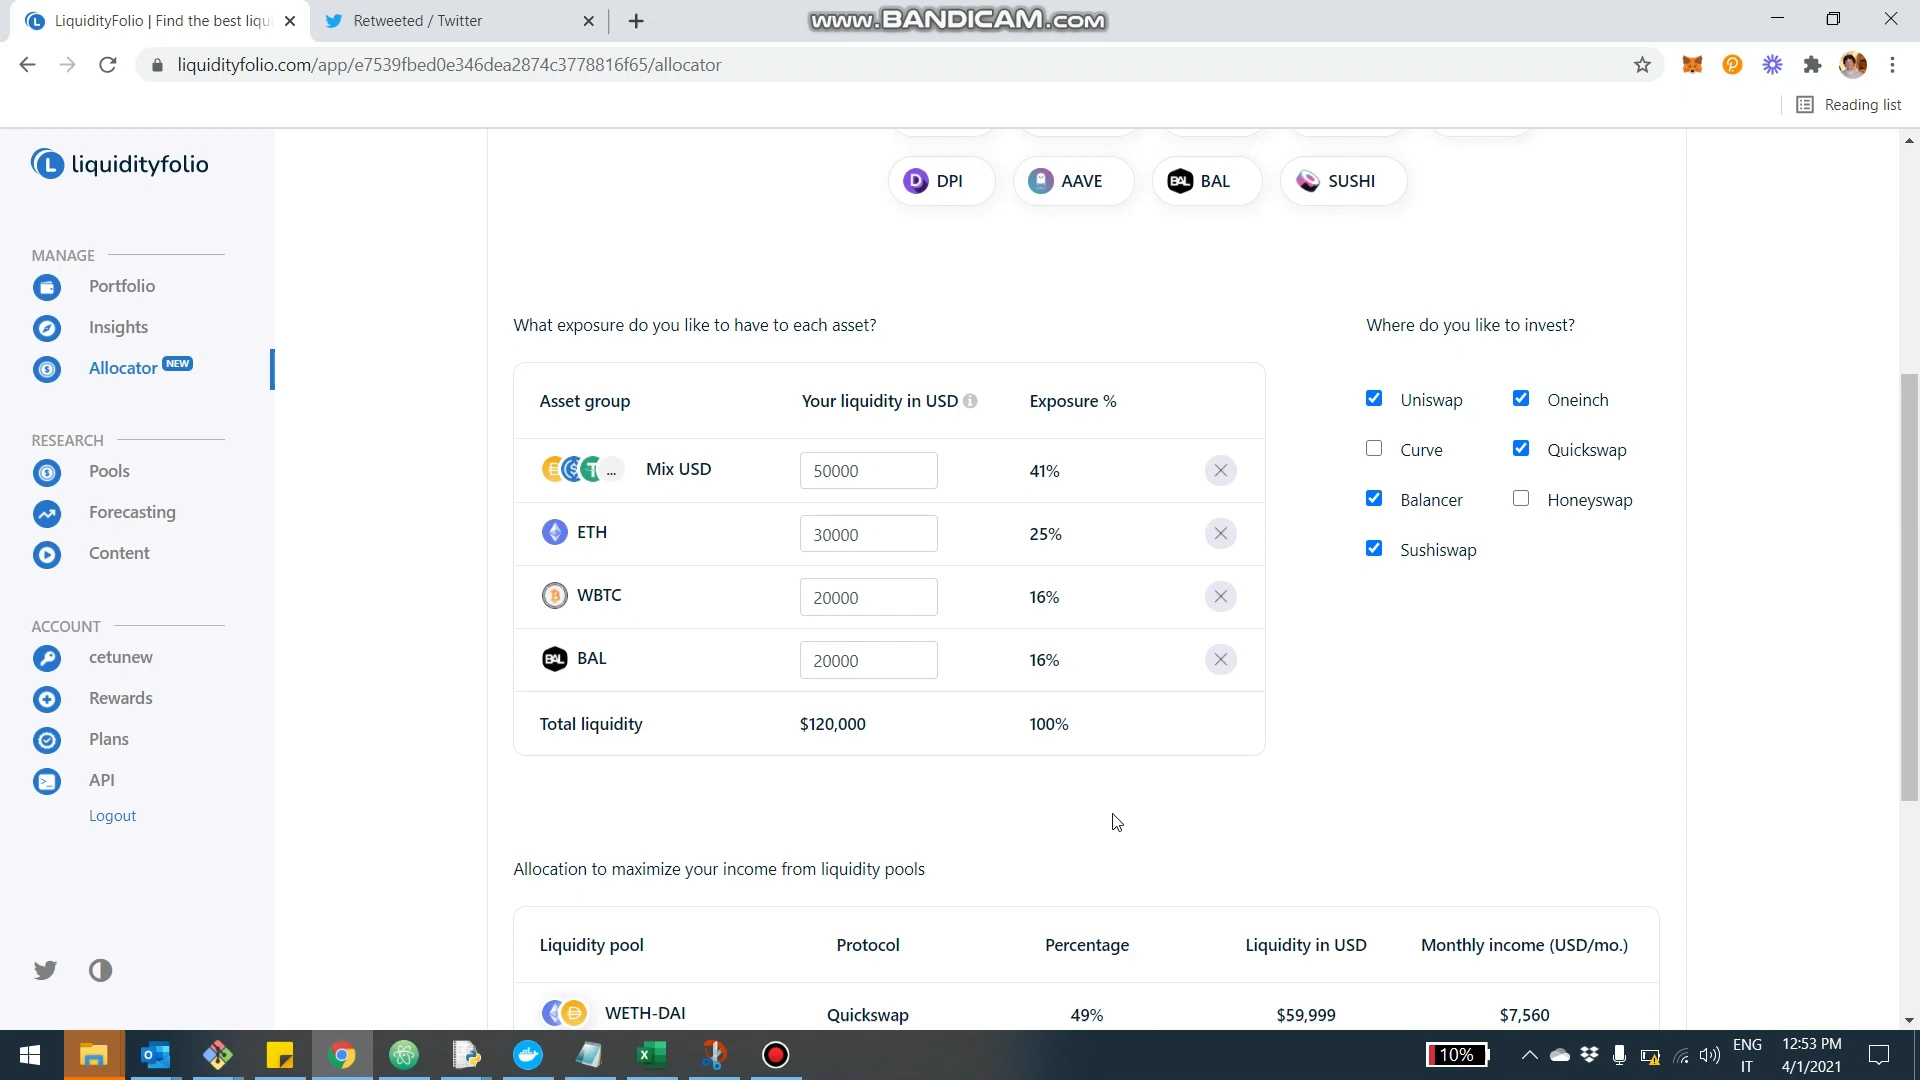 LiquidityFolio | Find the best liqui
Retweeted / Twitter
www.BANDICAM.com
liquidityfolio.com/app/e7539fbed0e346dea2874c3778816f65/allocator
Reading list
liquidityfolio
DPI
AAVE
BAL
BAL
SUSHI
MANAGE
Portfolio
Insights
Allocator NEW
RESEARCH
Pools
Forecasting
Content
ACCOUNT
cetunew
Rewards
Plans
API
Logout
What exposure do you like to have to each asset?
Asset group Your liquidity in USD Exposure %
... Mix USD 50000 41%
ETH 30000 25%
WBTC 20000 16%
BAL BAL 20000 16%
Total liquidity $120,000 100%
Where do you like to invest?
Uniswap Oneinch
Curve Quickswap
Balancer Honeyswap
Sushiswap
Allocation to maximize your income from liquidity pools
Liquidity pool Protocol Percentage Liquidity in USD Monthly income (USD/mo.)
WETH-DAI Quickswap 49% $59,999 $7,560
10%
ENG
IT
12:53 PM
4/1/2021